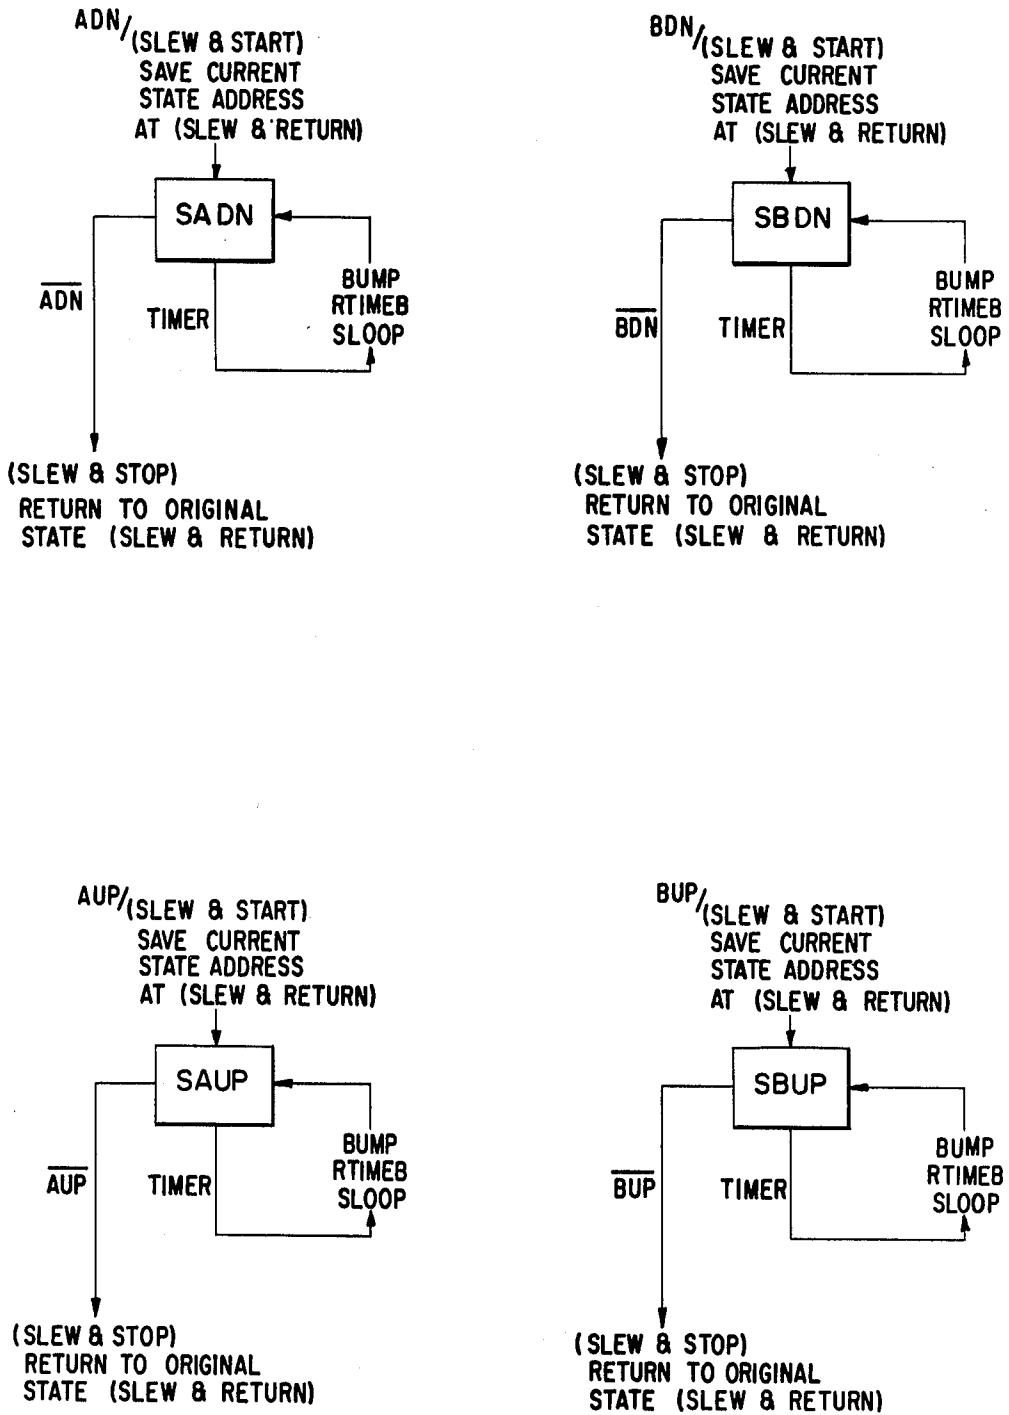 ADN/(SLEW & START)
SAVE CURRENT
STATE ADDRESS
AT (SLEW & RETURN)
SADN
ADN
TIMER
BUMP
RTIMEB
SLOOP
(SLEW & STOP)
RETURN TO ORIGINAL
STATE (SLEW & RETURN)
BDN/(SLEW & START)
SAVE CURRENT
STATE ADDRESS
AT (SLEW & RETURN)
SBDN
BDN
TIMER
BUMP
RTIMEB
SLOOP
(SLEW & STOP)
RETURN TO ORIGINAL
STATE (SLEW & RETURN)
AUP/(SLEW & START)
SAVE CURRENT
STATE ADDRESS
AT (SLEW & RETURN)
SAUP
AUP
TIMER
BUMP
RTIMEB
SLOOP
(SLEW & STOP)
RETURN TO ORIGINAL
STATE (SLEW & RETURN)
BUP/(SLEW & START)
SAVE CURRENT
STATE ADDRESS
AT (SLEW & RETURN)
SBUP
BUP
TIMER
BUMP
RTIMEB
SLOOP
(SLEW & STOP)
RETURN TO ORIGINAL
STATE (SLEW & RETURN)